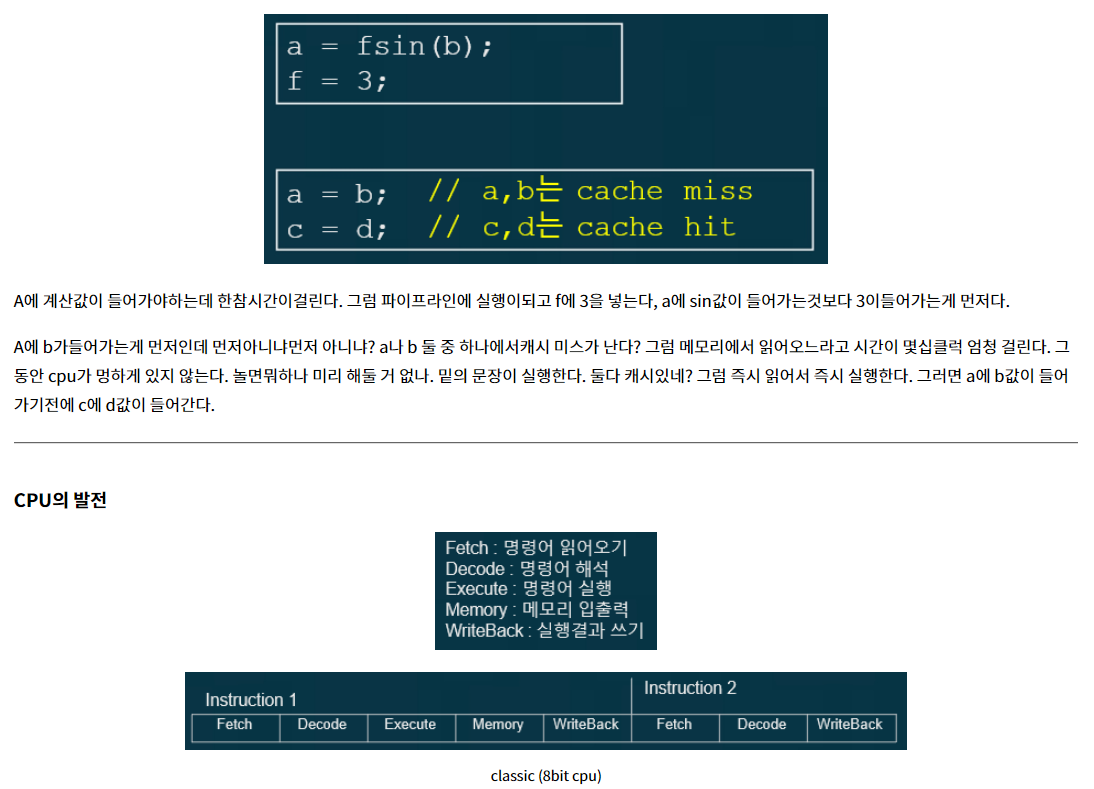 a = fsin(b);
f = 3;
a = b;  // a,b는 cache miss
c = d;  // c,d는 cache hit
A에 계산값이 들어가야하는데 한참시간이걸린다. 그럼 파이프라인에 실행이되고 f에 3을 넣는다, a에 sin값이 들어가는것보다 3이들어가는게 먼저다.
A에 b가들어가는게 먼저인데 먼저아니냐먼저 아니냐? a나 b 둘 중 하나에서캐시 미스가 난다? 그럼 메모리에서 읽어오느라고 시간이 몇십클럭 엄청 걸린다. 그
동안 cpu가 멍하게 있지 않는다. 놀면뭐하나 미리 해둘 거 없나. 밑의 문장이 실행한다. 둘다 캐시있네? 그럼 즉시 읽어서 즉시 실행한다. 그러면 a에 b값이 들어
가기전에 c에 d값이 들어간다.
CPU의 발전
Fetch : 명령어 읽어오기
Decode : 명령어 해석
Execute : 명령어 실행
Memory : 메모리 입출력
WriteBack : 실행결과 쓰기
Instruction 1 Instruction 2
Fetch Decode Execute Memory WriteBack Fetch Decode WriteBack
classic (8bit cpu)